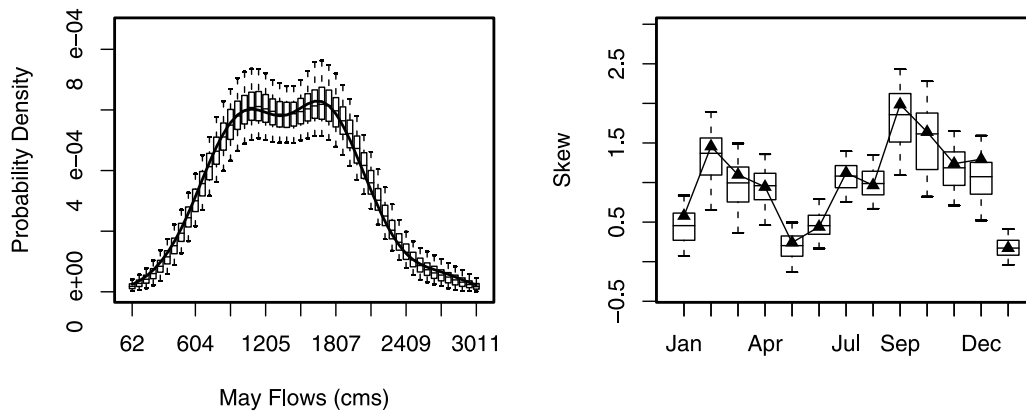 Probability Density
0 e+00 4 e−04 8 e−04
62 604 1205 1807 2409 3011
May Flows (cms)
Skew
−0.5 0.5 1.5 2.5
Jan Apr Jul Sep Dec